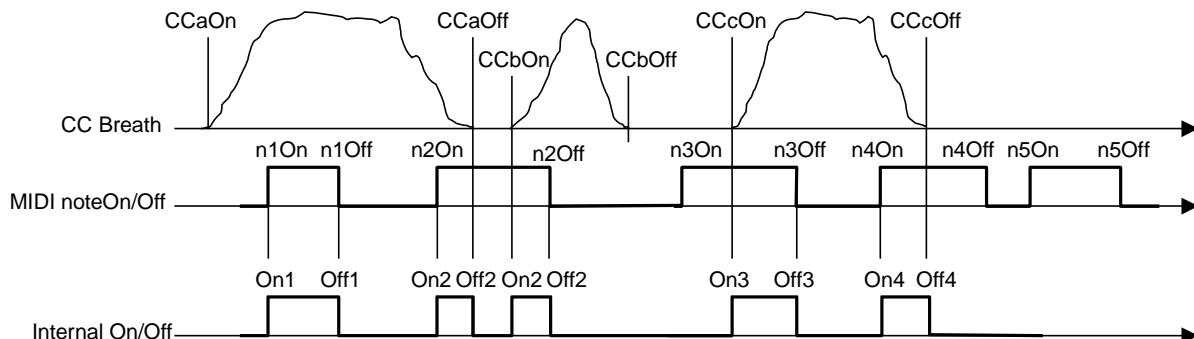 CCaOn CCaOff CCcOn CCcOff
CCbOn CCbOff
CC Breath
n1On n1Off n2On n2Off n3On n3Off n4On n4Off n5On n5Off
MIDI noteOn/Off
On1 Off1 On2 Off2 On2 Off2 On3 Off3 On4 Off4
Internal On/Off